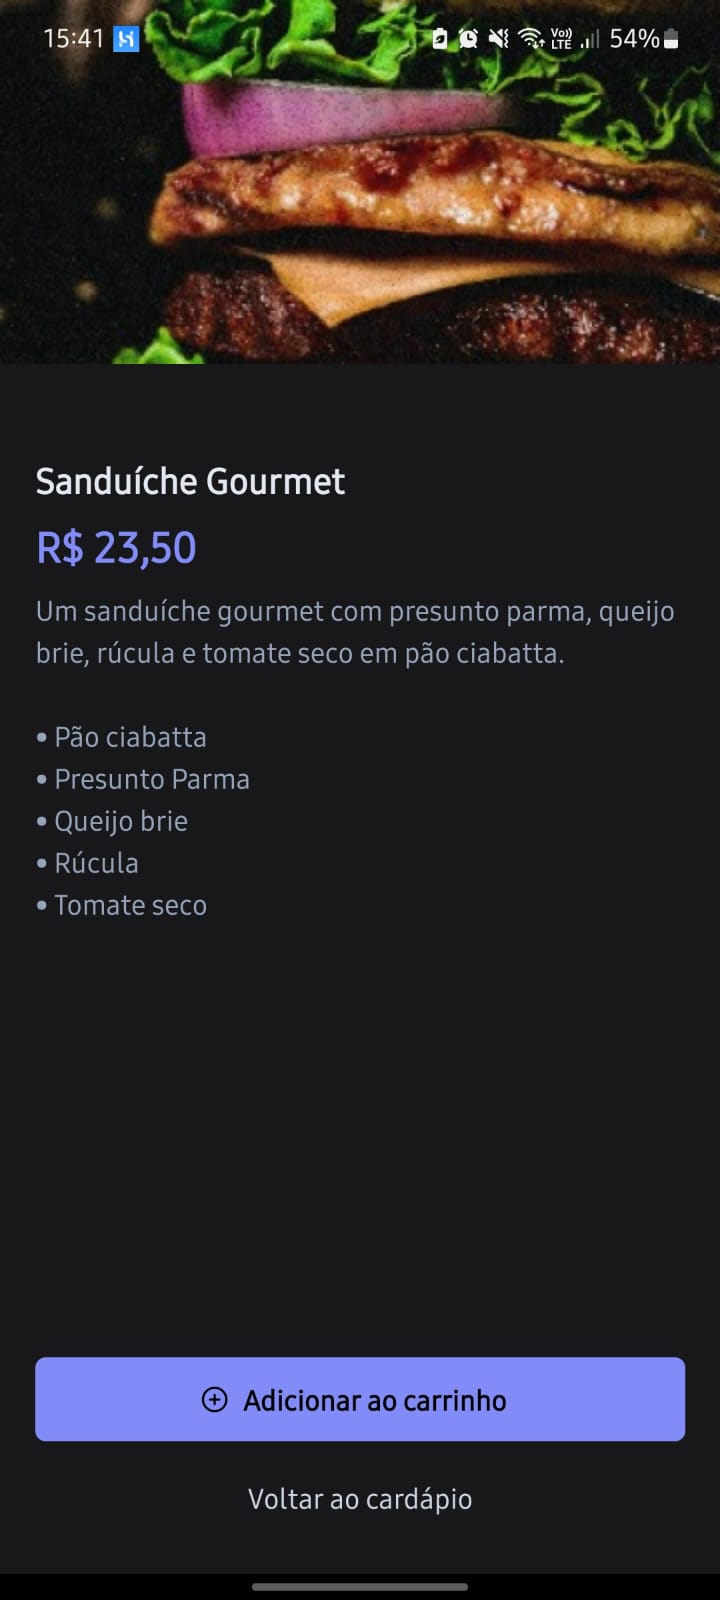 15:41
Vo))
LTE
54%
Sanduíche Gourmet
R$ 23,50
Um sanduíche gourmet com presunto parma, queijo
brie, rúcula e tomate seco em pão ciabatta.
• Pão ciabatta
• Presunto Parma
• Queijo brie
• Rúcula
• Tomate seco
Adicionar ao carrinho
Voltar ao cardápio